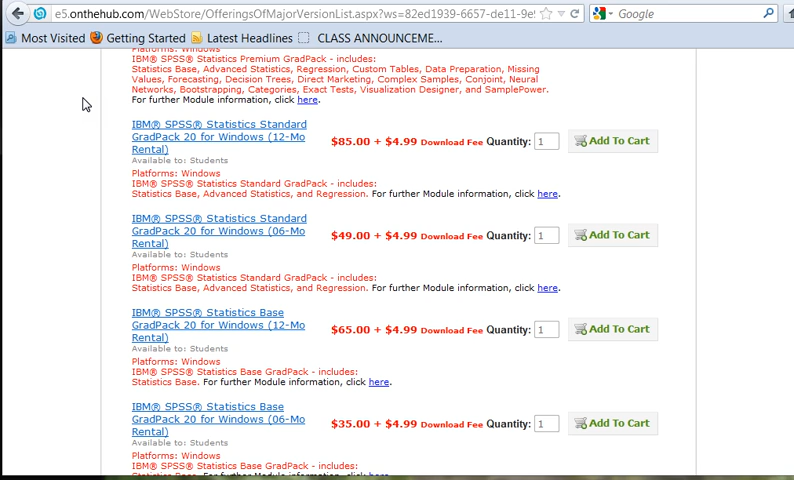 e5.onthehub.com/WebStore/OfferingsOfMajorVersionList.aspx?ws=82ed1939-6657-de11-9e9
Google
Most Visited Getting Started Latest Headlines CLASS ANNOUNCEME...
Platforms: Windows
IBM® SPSS® Statistics Premium GradPack - includes:
Statistics Base, Advanced Statistics, Regression, Custom Tables, Data Preparation, Missing
Values, Forecasting, Decision Trees, Direct Marketing, Complex Samples, Conjoint, Neural
Networks, Bootstrapping, Categories, Exact Tests, Visualization Designer, and SamplePower.
For further Module information, click here.
IBM® SPSS® Statistics Standard
GradPack 20 for Windows (12-Mo
Rental)
Available to: Students
$85.00 + $4.99 Download Fee Quantity: 1 Add To Cart
Platforms: Windows
IBM® SPSS® Statistics Standard GradPack - includes:
Statistics Base, Advanced Statistics, and Regression. For further Module information, click here.
IBM® SPSS® Statistics Standard
GradPack 20 for Windows (06-Mo
Rental)
Available to: Students
$49.00 + $4.99 Download Fee Quantity: 1 Add To Cart
Platforms: Windows
IBM® SPSS® Statistics Standard GradPack - includes:
Statistics Base, Advanced Statistics, and Regression. For further Module information, click here.
IBM® SPSS® Statistics Base
GradPack 20 for Windows (12-Mo
Rental)
Available to: Students
$65.00 + $4.99 Download Fee Quantity: 1 Add To Cart
Platforms: Windows
IBM® SPSS® Statistics Base GradPack - includes:
Statistics Base. For further Module information, click here.
IBM® SPSS® Statistics Base
GradPack 20 for Windows (06-Mo
Rental)
Available to: Students
$35.00 + $4.99 Download Fee Quantity: 1 Add To Cart
Platforms: Windows
IBM® SPSS® Statistics Base GradPack - includes:
Statistics Base. For further Module information, click here.